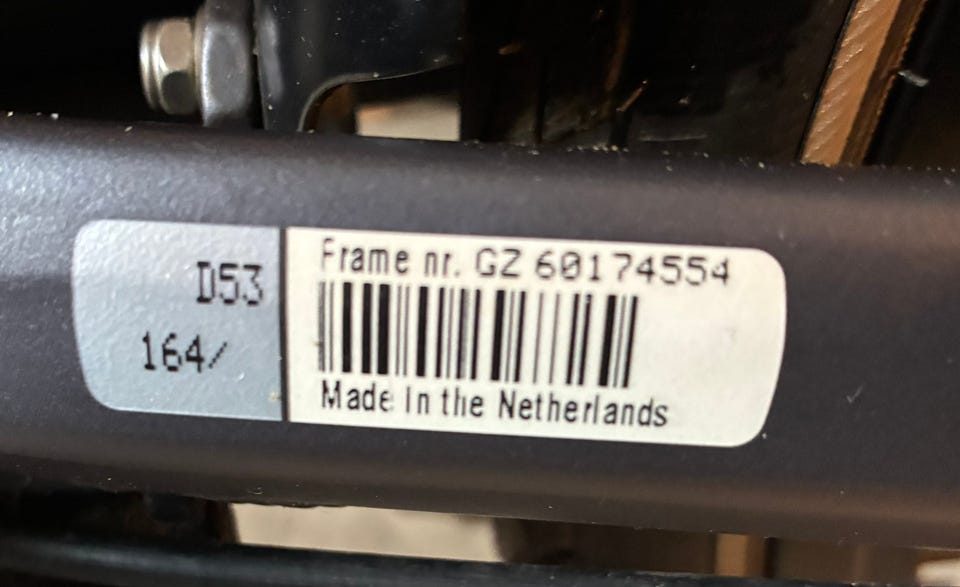 D53
164/
Frame nr. GZ 60174554
Made In the Netherlands